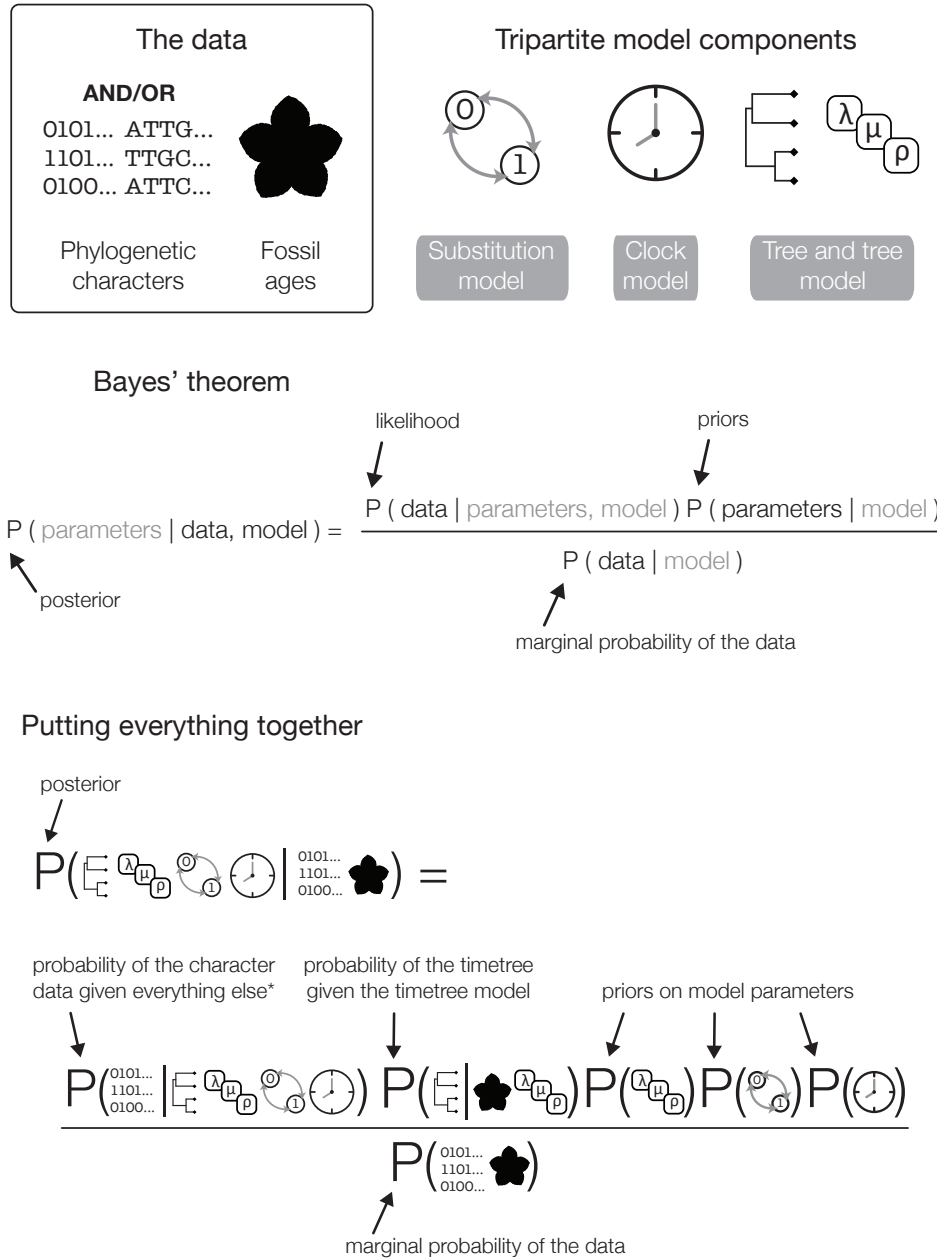 The data
AND/OR
0101... ATTG...
1101... TTGC...
0100... ATTC...
Phylogenetic
characters
Fossil
ages
Tripartite model components
0
1
λ
μ
ρ
Substitution
model
Clock
model
Tree and tree
model
Bayes' theorem
likelihood
priors
P ( parameters | data, model ) =
P ( data | parameters, model ) P ( parameters | model )
P ( data | model )
posterior
marginal probability of the data
Putting everything together
posterior
P( λ μ ρ 0 1 | 0101... 1101... 0100... ) =
probability of the character
data given everything else*
probability of the timetree
given the timetree model
priors on model parameters
P( 0101... 1101... 0100... | λ μ ρ 0 1 ) P( | λ μ ρ ) P( λ μ ρ ) P( 0 1 ) P( )
P( 0101... 1101... 0100... )
marginal probability of the data